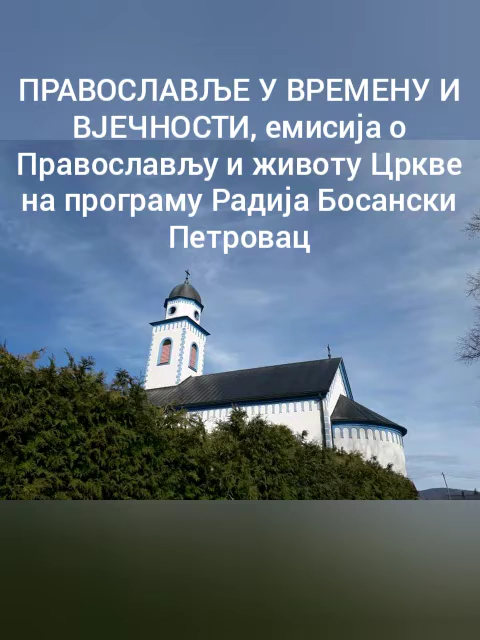 ПРАВОСЛАВЉЕ У ВРЕМЕНУ И
ВЈЕЧНОСТИ, емисија о
Православљу и животу Цркве
на програму Радија Босански
Петровац